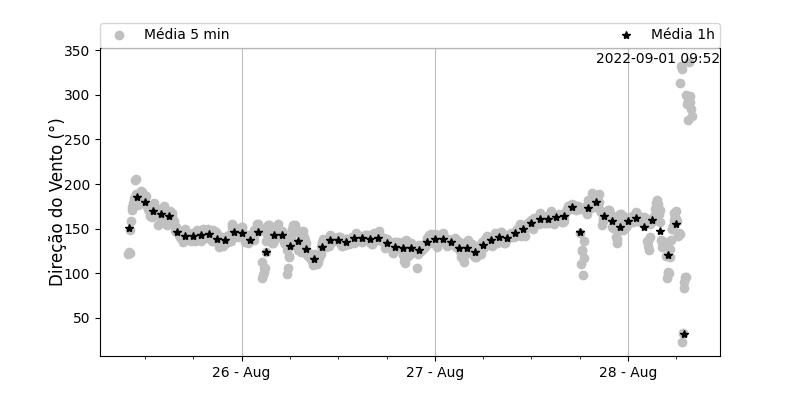 Média 5 min
Média 1h
2022-09-01 09:52
350
300
250
200
150
100
50
Direção do Vento (°)
26 - Aug
27 - Aug
28 - Aug